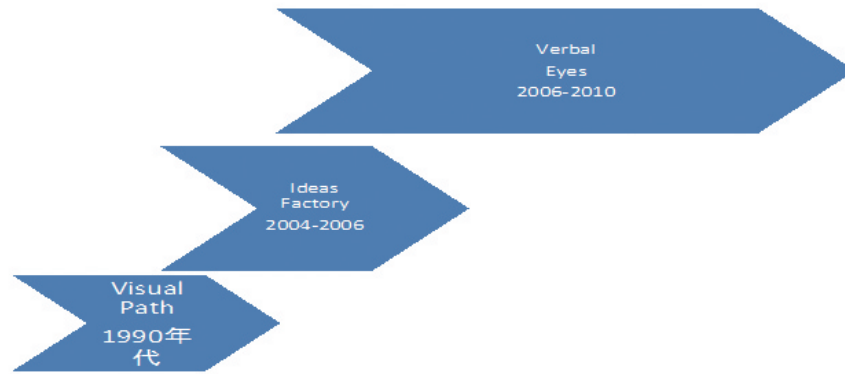 Verbal
Eyes
2006-2010
Ideas
Factory
2004-2006
Visual
Path
1990年
代